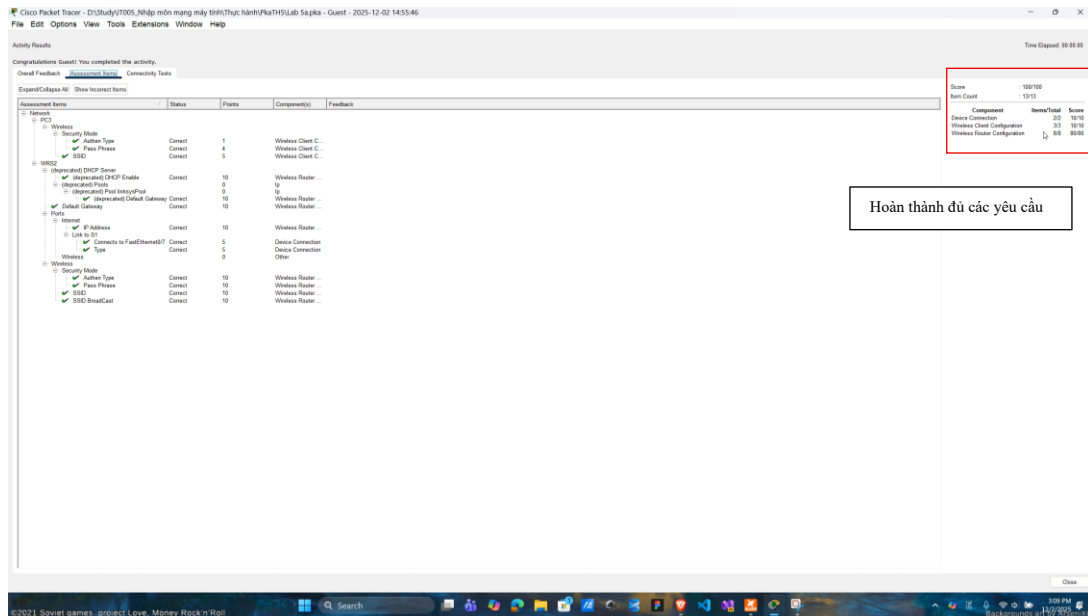 Cisco Packet Tracer - D:\Study\IT005_Nhập môn mạng máy tính\Thực hành\PkaTH5\Lab 5a.pka - Guest - 2025-12-02 14:55:46
File Edit Options View Tools Extensions Window Help
Activity Results
Time Elapsed: 00:00:00
Congratulations Guest! You completed the activity.
Overall Feedback Assessment Items Connectivity Tests
Expand/Collapse All Show Incorrect Items
Assessment Items Status Points Component(s) Feedback
Network
PC3
Wireless
Security Mode
Authen Type Correct 1 Wireless Client C...
Pass Phrase Correct 4 Wireless Client C...
SSID Correct 5 Wireless Client C...
WRS2
(deprecated) DHCP Server
(deprecated) DHCP Enable Correct 10 Wireless Router ...
(deprecated) Pools 0 Ip
(deprecated) Pool linksysPool 0 Ip
(deprecated) Default Gateway Correct 10 Wireless Router ...
Default Gateway Correct 10 Wireless Router ...
Ports
Internet
IP Address Correct 10 Wireless Router ...
Link to S1
Connects to FastEthernet0/7 Correct 5 Device Connection
Type Correct 5 Device Connection
Wireless 0 Other
Wireless
Security Mode
Authen Type Correct 10 Wireless Router ...
Pass Phrase Correct 10 Wireless Router ...
SSID Correct 10 Wireless Router ...
SSID BroadCast Correct 10 Wireless Router ...
Score : 100/100
Item Count : 13/13
Component Items/Total Score
Device Connection 2/2 10/10
Wireless Client Configuration 3/3 10/10
Wireless Router Configuration 8/8 80/80
Hoàn thành đủ các yêu cầu
Close
©2021 Soviet games..project Love, Money Rock'n'Roll
Search
3:09 PM
12/2/2025
Backgrounds art by